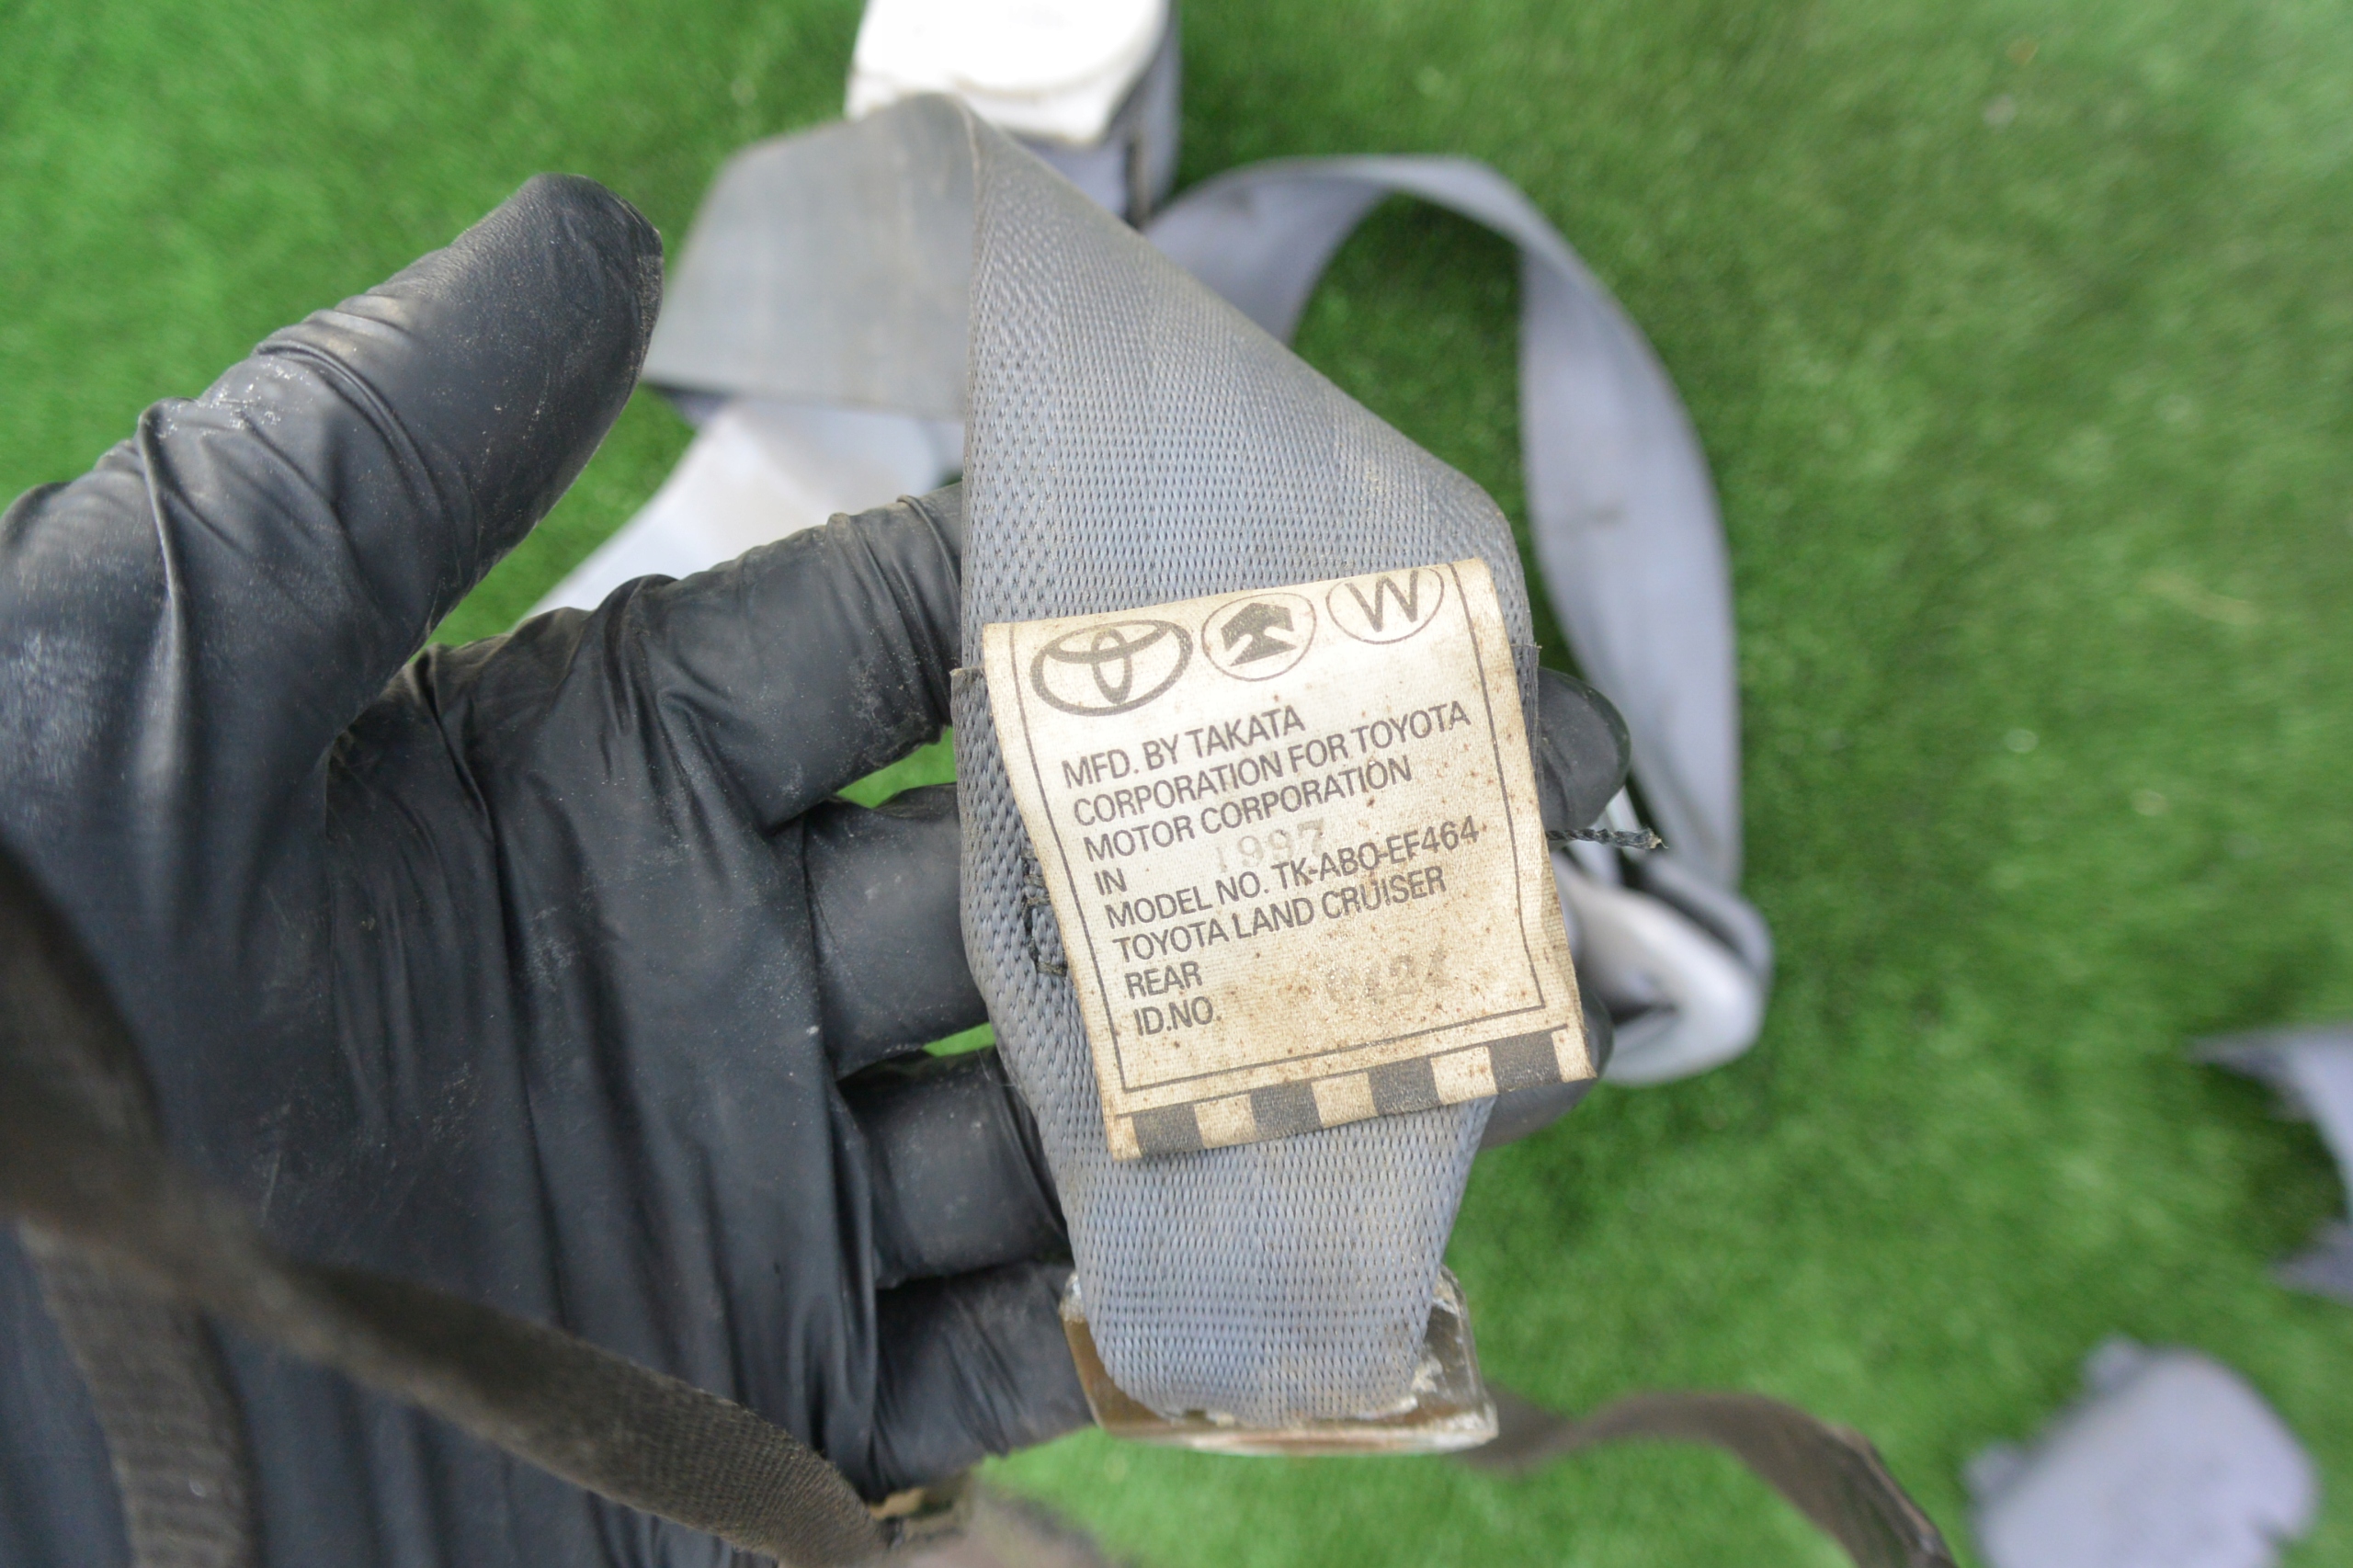 W
MFD. BY TAKATA
CORPORATION FOR TOYOTA
MOTOR CORPORATION
IN 1997
MODEL NO. TK-AB0-EF464
TOYOTA LAND CRUISER
REAR
ID.NO.